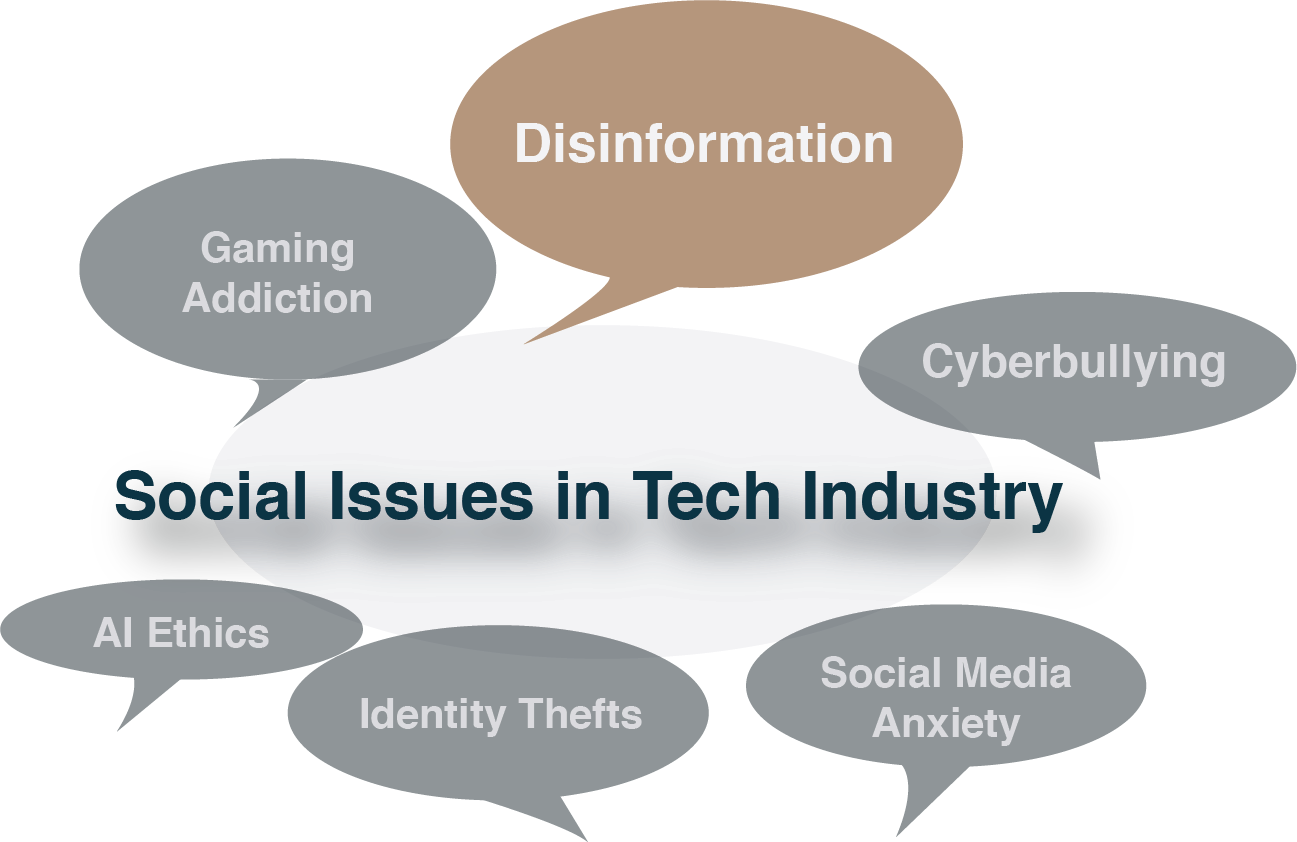 Disinformation
Gaming
Addiction
Cyberbullying
Social Issues in Tech Industry
AI Ethics
Identity Thefts
Social Media
Anxiety